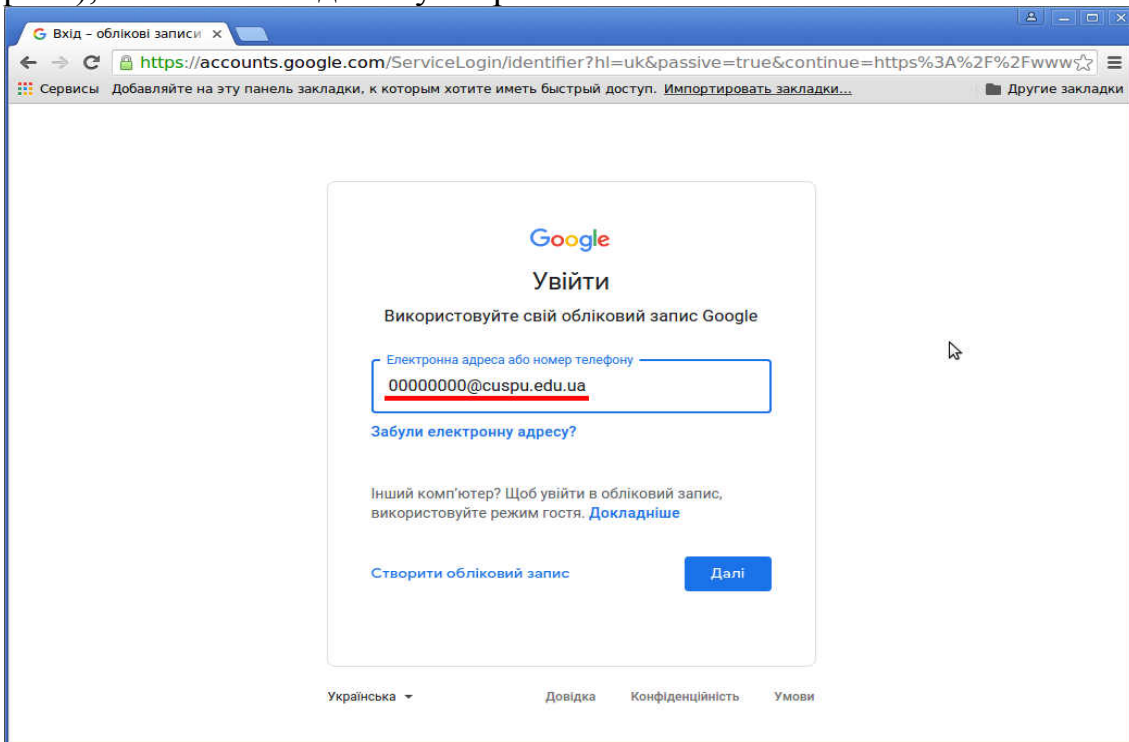 Вхід – облікові записи
https://accounts.google.com/ServiceLogin/identifier?hl=uk&passive=true&continue=https%3A%2F%2Fwww
Сервисы Добавляйте на эту панель закладки, к которым хотите иметь быстрый доступ. Импортировать закладки... Другие закладки
Google
Увійти
Використовуйте свій обліковий запис Google
Електронна адреса або номер телефону
00000000@cuspu.edu.ua
Забули електронну адресу?
Інший комп'ютер? Щоб увійти в обліковий запис,
використовуйте режим гостя. Докладніше
Створити обліковий запис Далі
Українська Довідка Конфіденційність Умови